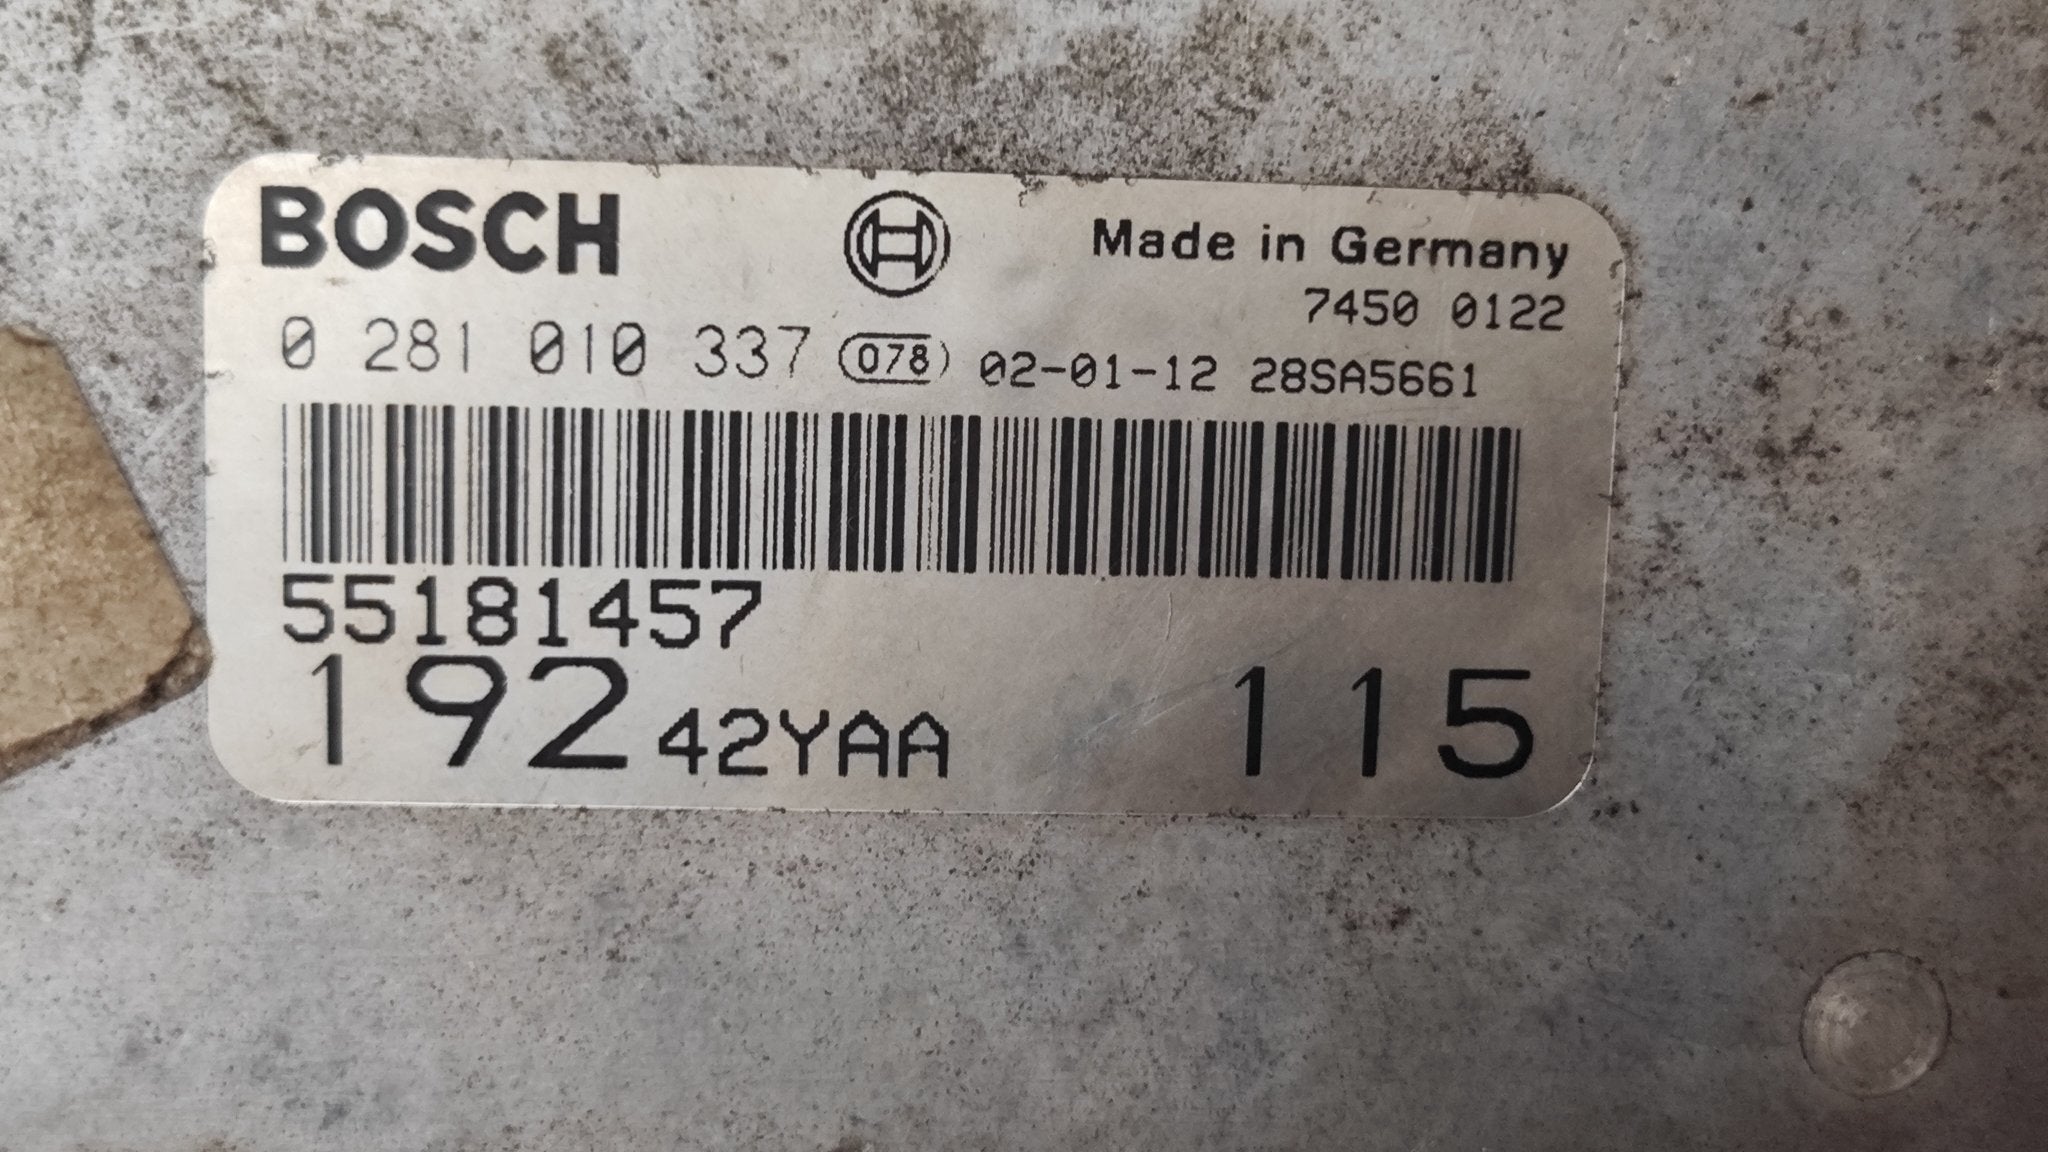 BOSCH Made in Germany
7450 0122
0 281 010 337 078 02-01-12 28SA5661
55181457
192 42YAA 115